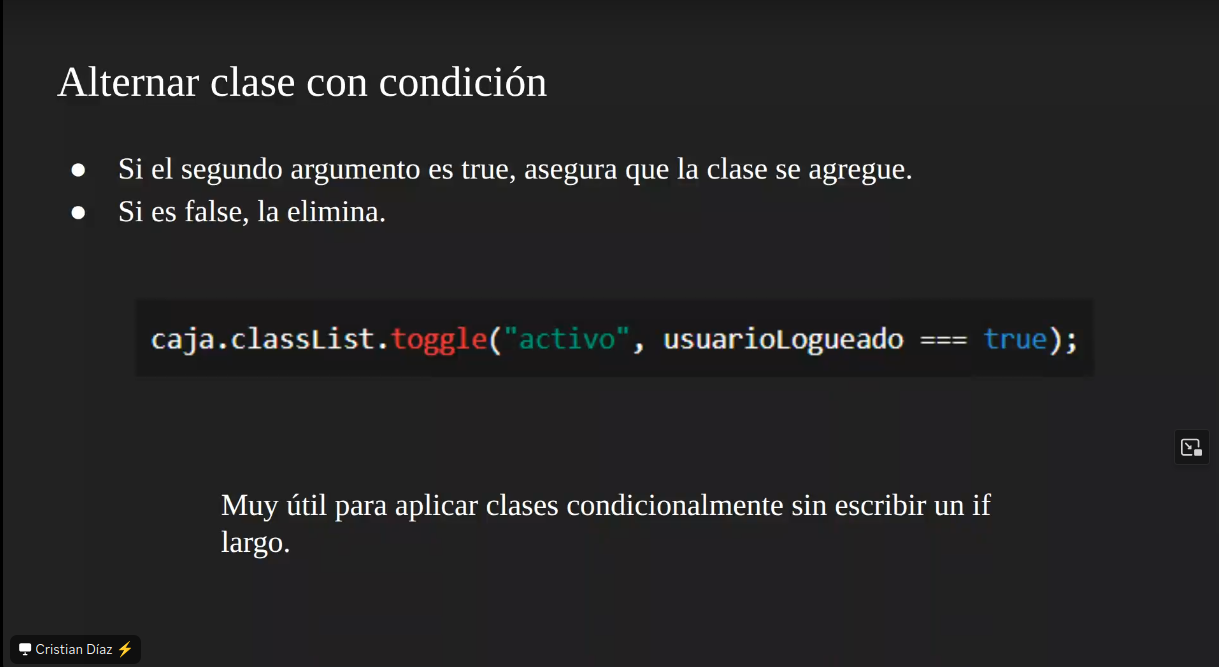 Alternar clase con condición
● Si el segundo argumento es true, asegura que la clase se agregue.
● Si es false, la elimina.
caja.classList.toggle("activo", usuarioLogueado === true);
Muy útil para aplicar clases condicionalmente sin escribir un if
largo.
Cristian Díaz ⚡